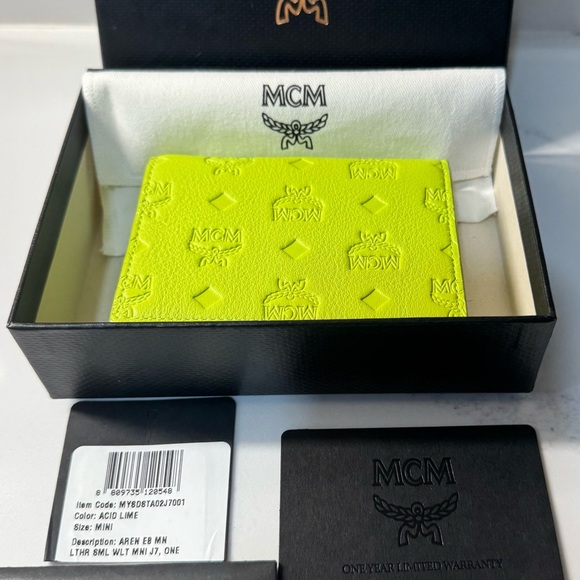 MCM
MCM
MCM
MCM
MCM
MCM
MCM
MCM
8 809735 120548
Item Code: MY8D8TA02J7001
Color: ACID LIME
Size: MINI
Description: AREN EB MN
LTHR SML WLT MNI J7, ONE
MCM
ONE YEAR LIMITED WARRANTY